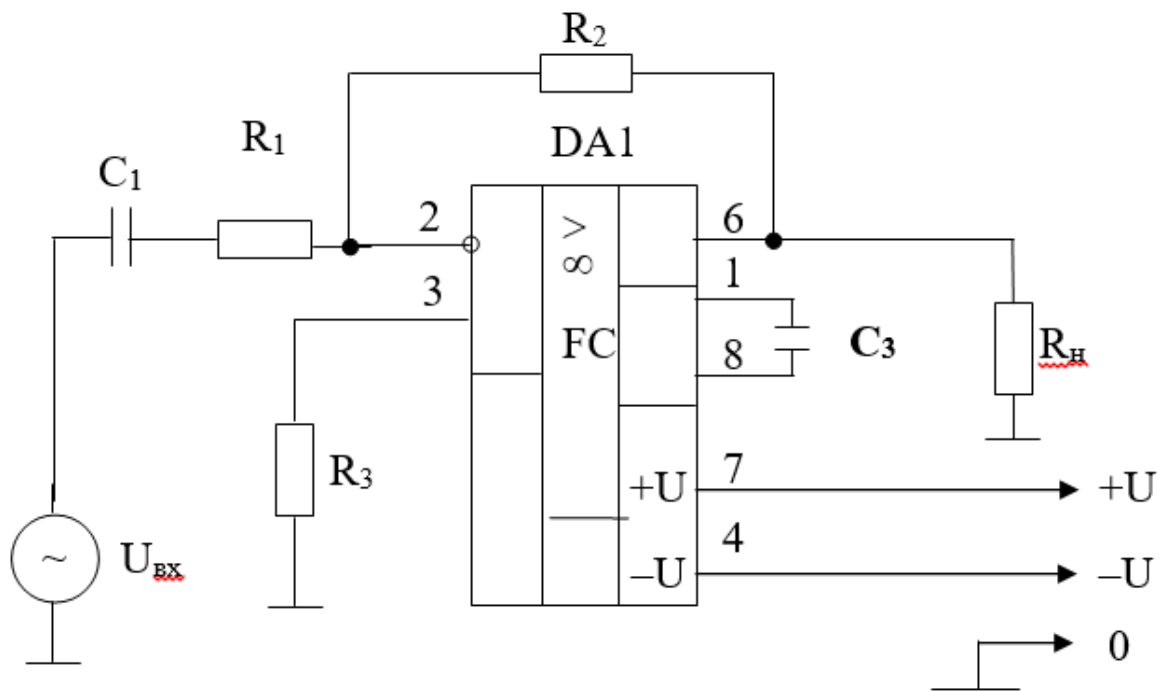 R₂
R₁
DA1
C₁
2
∞ >
6
3
1
FC
C₃
8
Rн
R₃
+U
7
+U
Uвх
~
–U
4
–U
0